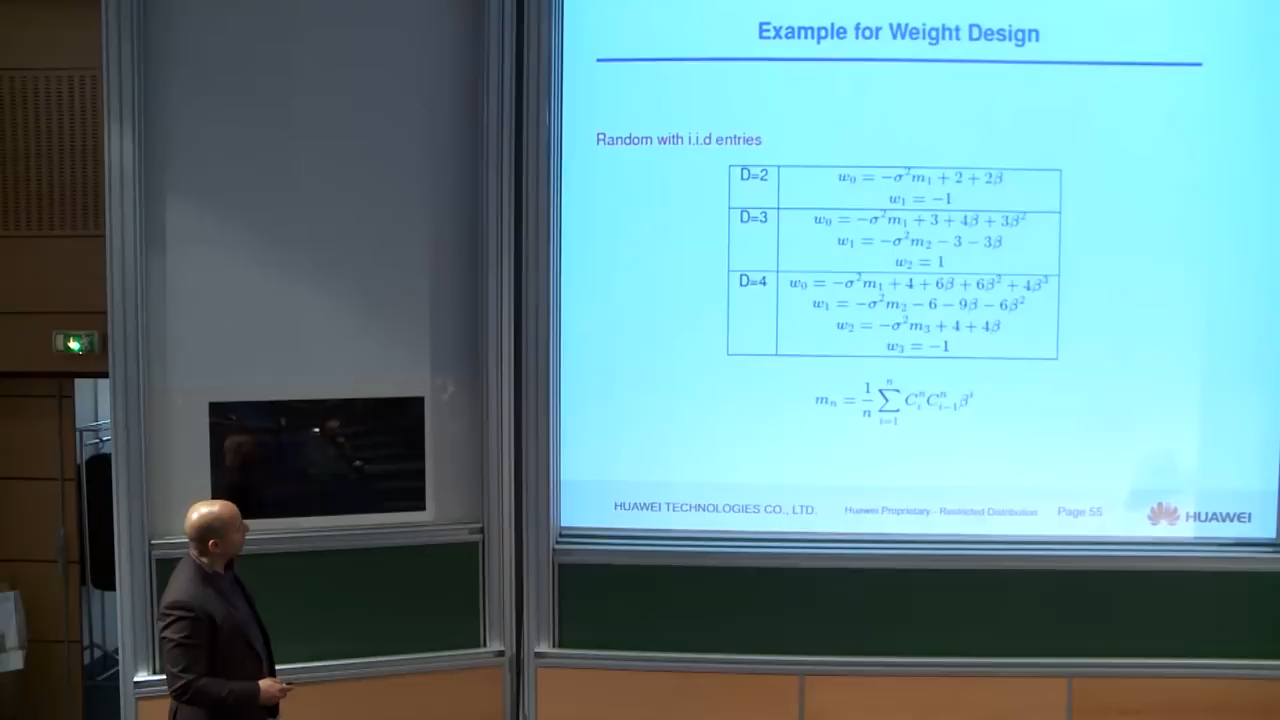 Example for Weight Design
Random with i.i.d entries
D=2
w₀ = −σ²m₁ + 2 + 2β
w₁ = −1
D=3
w₀ = −σ²m₁ + 3 + 4β + 3β²
w₁ = −σ²m₂ − 3 − 3β
w₂ = 1
D=4
w₀ = −σ²m₁ + 4 + 6β + 6β² + 4β³
w₁ = −σ²m₂ − 6 − 9β − 6β²
w₂ = −σ²m₃ + 4 + 4β
w₃ = −1
mₙ = 1/n ∑ᵢ₌₁ⁿ Cᵢⁿ Cᵢ₋₁ⁿ βⁱ
HUAWEI TECHNOLOGIES CO., LTD. Huawei Proprietary - Restricted Distribution Page 55 HUAWEI